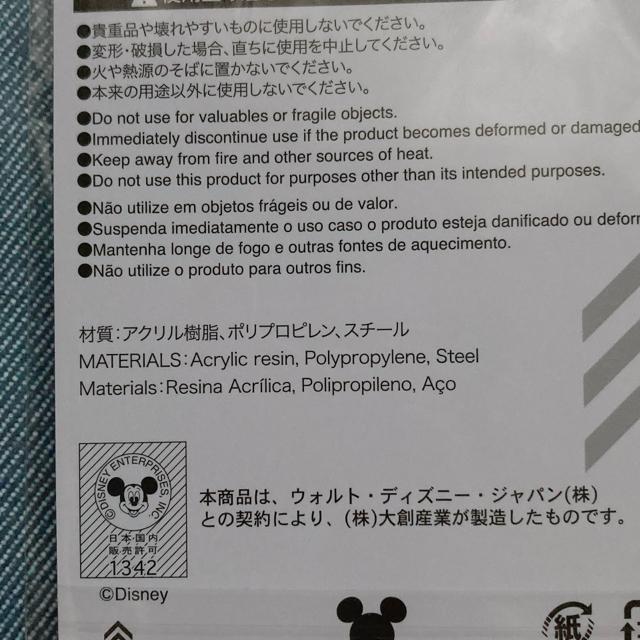 ●貴重品や壊れやすいものに使用しないでください。
●変形・破損した場合、直ちに使用を中止してください。
●火や熱源のそばに置かないでください。
●本来の用途以外に使用しないでください。
●Do not use for valuables or fragile objects.
●Immediately discontinue use if the product becomes deformed or damaged
●Keep away from fire and other sources of heat.
●Do not use this product for purposes other than its intended purposes.
●Não utilize em objetos frágeis ou de valor.
●Suspenda imediatamente o uso caso o produto esteja danificado ou defor
●Mantenha longe de fogo e outras fontes de aquecimento.
●Não utilize o produto para outros fins.
材質:アクリル樹脂、ポリプロピレン、スチール
MATERIALS:Acrylic resin, Polypropylene, Steel
Materials:Resina Acrílica, Polipropileno, Aço
©DISNEY ENTERPRISES, INC.
日本・国内
販売許可
1342
©Disney
本商品は、ウォルト・ディズニー・ジャパン(株)
との契約により、(株)大創産業が製造したものです。
紙